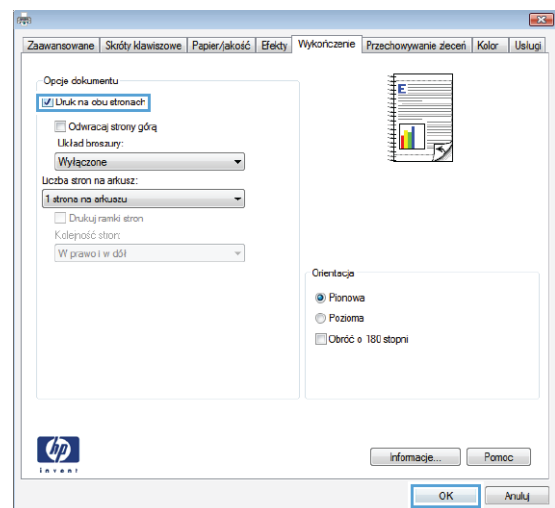 Zaawansowane Skróty klawiszowe Papier/jakość Efekty Wykończenie Przechowywanie zleceń Kolor Usługi
Opcje dokumentu
Druk na obu stronach
Odwracaj strony górą
Układ broszury:
Wyłączone
Liczba stron na arkusz:
1 strona na arkuszu
Drukuj ramki stron
Kolejność stron:
W prawo i w dół
E
Orientacja
Pionowa
Pozioma
Obróć o 180 stopni
hp
invent
Informacje... Pomoc
OK Anuluj